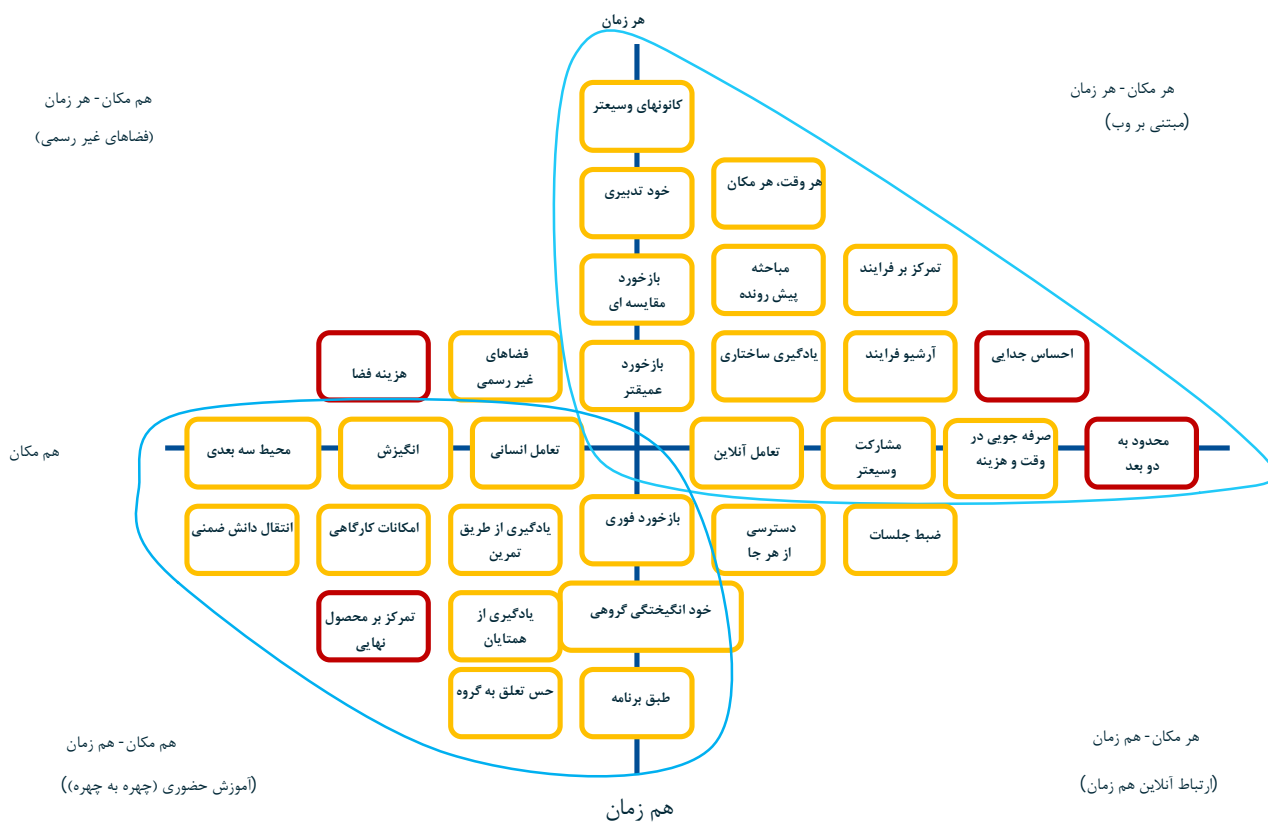 هر زمان
هم مکان - هر زمان
(فضاهای غیر رسمی)
هر مکان - هر زمان
(مبتنی بر وب)
کانونهای وسیعتر
خود تدبیری
هر وقت، هر مکان
بازخورد
مقایسه ای
مباحثه
پیش رونده
تمرکز بر فرایند
هزینه فضا
فضاهای
غیر رسمی
بازخورد
عمیقتر
یادگیری ساختاری
آرشیو فرایند
احساس جدایی
هم مکان
محیط سه بعدی
انگیزش
تعامل انسانی
تعامل آنلاین
مشارکت
وسیعتر
صرفه جویی در
وقت و هزینه
محدود به
دو بعد
انتقال دانش ضمنی
امکانات کارگاهی
یادگیری از طریق
تمرین
بازخورد فوری
دسترسی
از هر جا
ضبط جلسات
تمرکز بر محصول
نهایی
یادگیری از
همتایان
خود انگیختگی گروهی
حس تعلق به گروه
طبق برنامه
هم مکان - هم زمان
(آموزش حضوری (چهره به چهره))
هر مکان - هم زمان
(ارتباط آنلاین هم زمان)
هم زمان